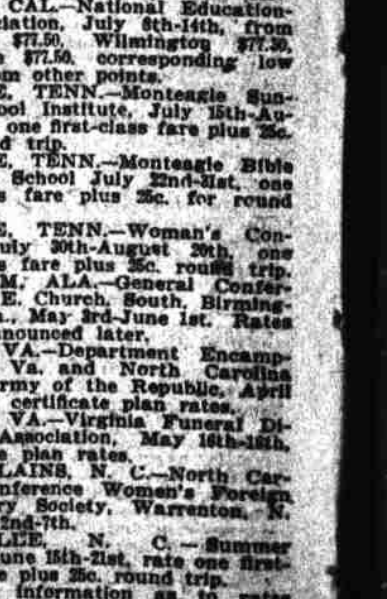 CAL.—National Education-
ciation, July 8th-14th, from
$77.50, Wilmington $77.50,
$77.50, corresponding low
om other points.
E, TENN.—Monteagle Sun-
ool Institute, July 15th-Au-
one first-class fare plus 25c.
d trip.
E, TENN.—Monteagle Bible
School July 22nd-31st, one
s fare plus 25c. for round
E, TENN.—Woman's Con-
uly 30th-August 20th, one
s fare plus 25c. round trip.
M, ALA.—General Confer-
E. Church, South, Birming-
a., May 3rd-June 1st. Rates
nounced later.
VA.—Department Encamp-
Va. and North Carolina
rmy of the Republic, April
certificate plan rates.
VA.—Virginia Funeral Di-
Association, May 16th-18th,
e plan rates.
LAINS, N. C.—North Car-
nference Women's Foreign
ry Society, Warrenton, N.
2nd-7th.
LLE, N. C.—Summer
une 15th-21st, rate one first-
e plus 25c. round trip.
information as to rates